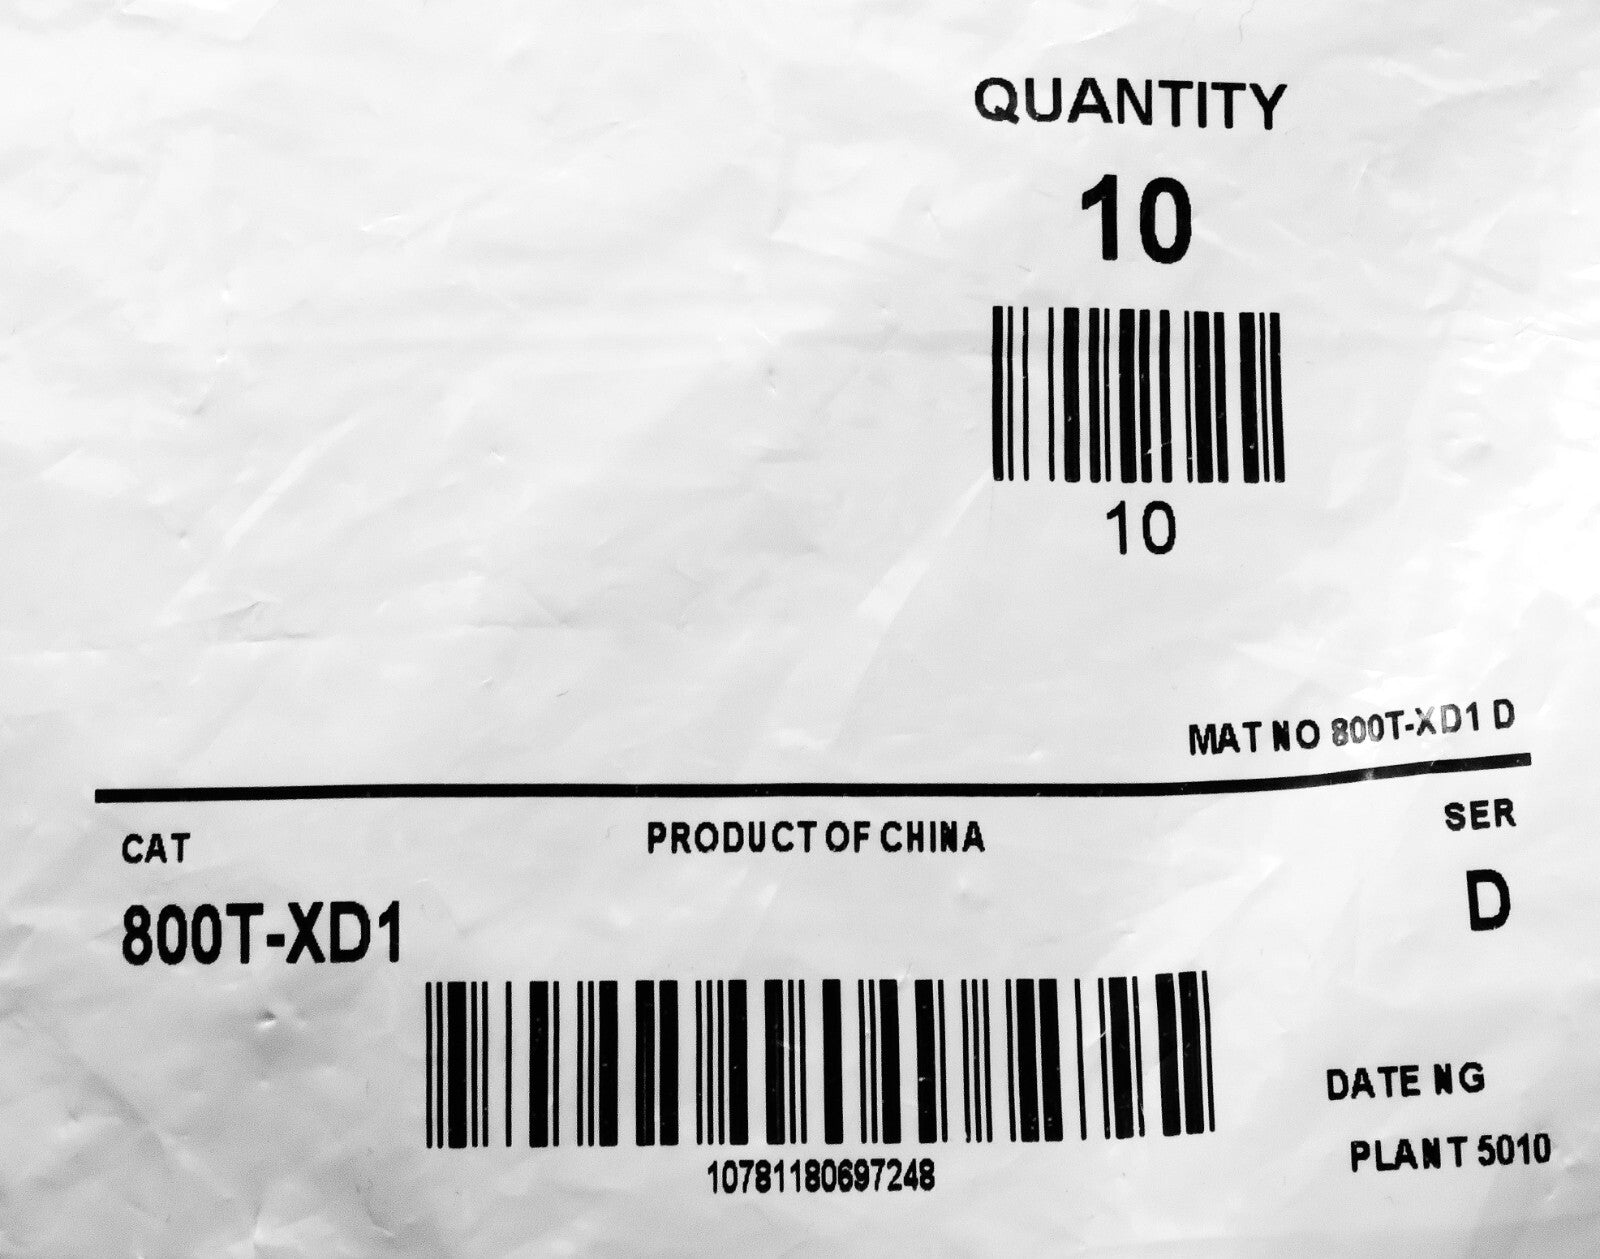 QUANTITY
10
10
MAT NO 800T-XD1 D
CAT
PRODUCT OF CHINA
SER
800T-XD1
D
10781180697248
DATE NG
PLANT 5010